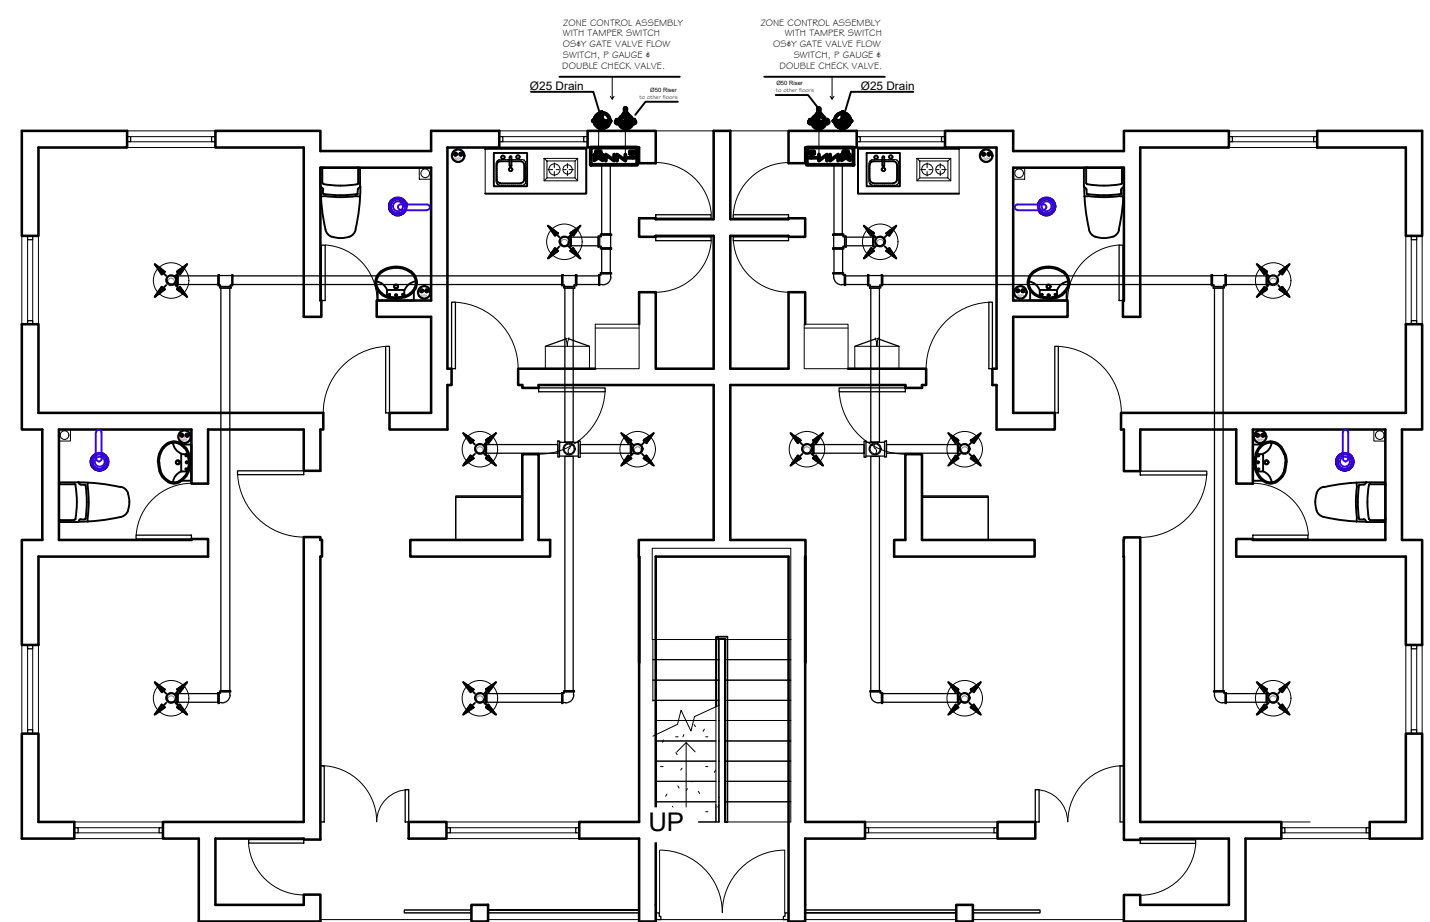 ZONE CONTROL ASSEMBLY
WITH TAMPER SWITCH
OS&Y GATE VALVE FLOW
SWITCH, P GAUGE &
DOUBLE CHECK VALVE.
Ø25 Drain
Ø50 Riser
to other floors
ZONE CONTROL ASSEMBLY
WITH TAMPER SWITCH
OS&Y GATE VALVE FLOW
SWITCH, P GAUGE &
DOUBLE CHECK VALVE.
Ø50 Riser
to other floors
Ø25 Drain
UP